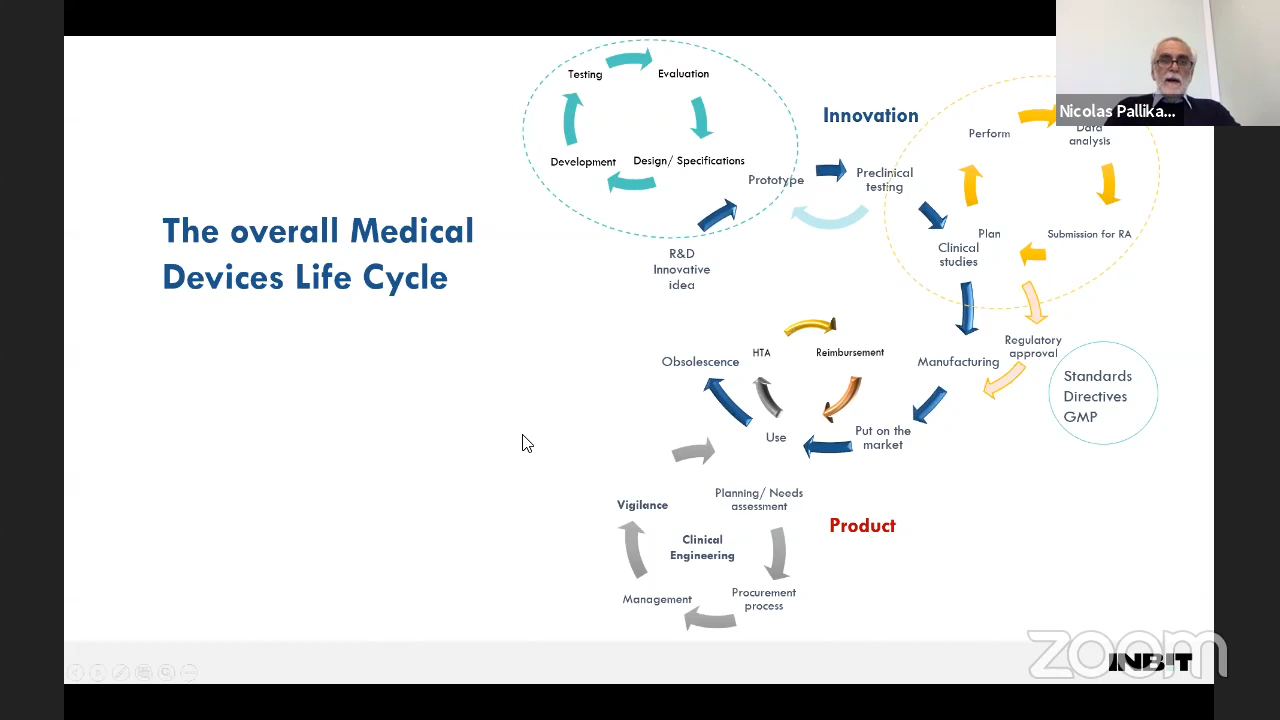 The overall Medical
Devices Life Cycle
Testing
Evaluation
Development
Design/ Specifications
Prototype
R&D
Innovative
idea
Innovation
Preclinical
testing
Perform
Data
analysis
Plan
Submission for RA
Clinical
studies
Regulatory
approval
Manufacturing
Standards
Directives
GMP
Put on the
market
Obsolescence
HTA
Reimbursement
Use
Vigilance
Planning/ Needs
assessment
Clinical
Engineering
Management
Procurement
process
Product
Nicolas Pallika...
zoom
INBIT